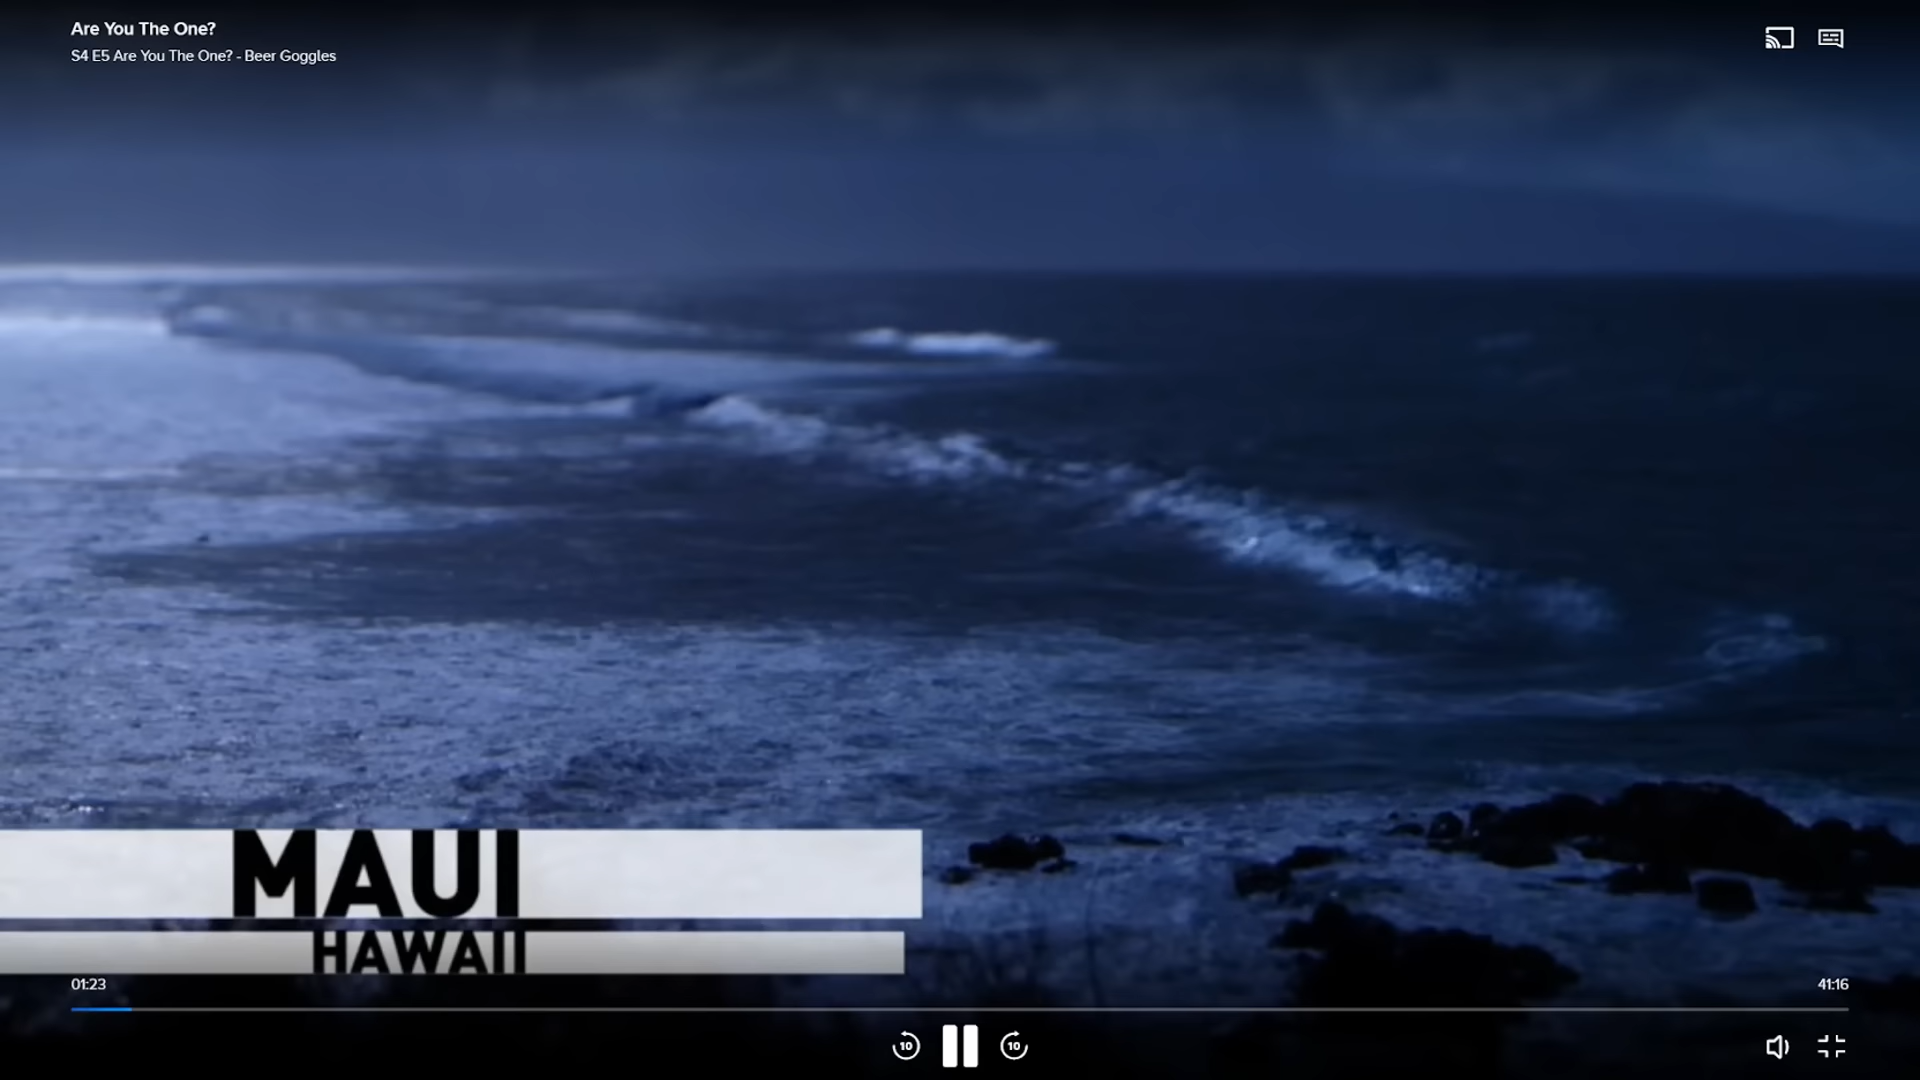 Are You The One?
S4 E5 Are You The One? - Beer Goggles
MAUI
HAWAII
01:23
41:16
10
10